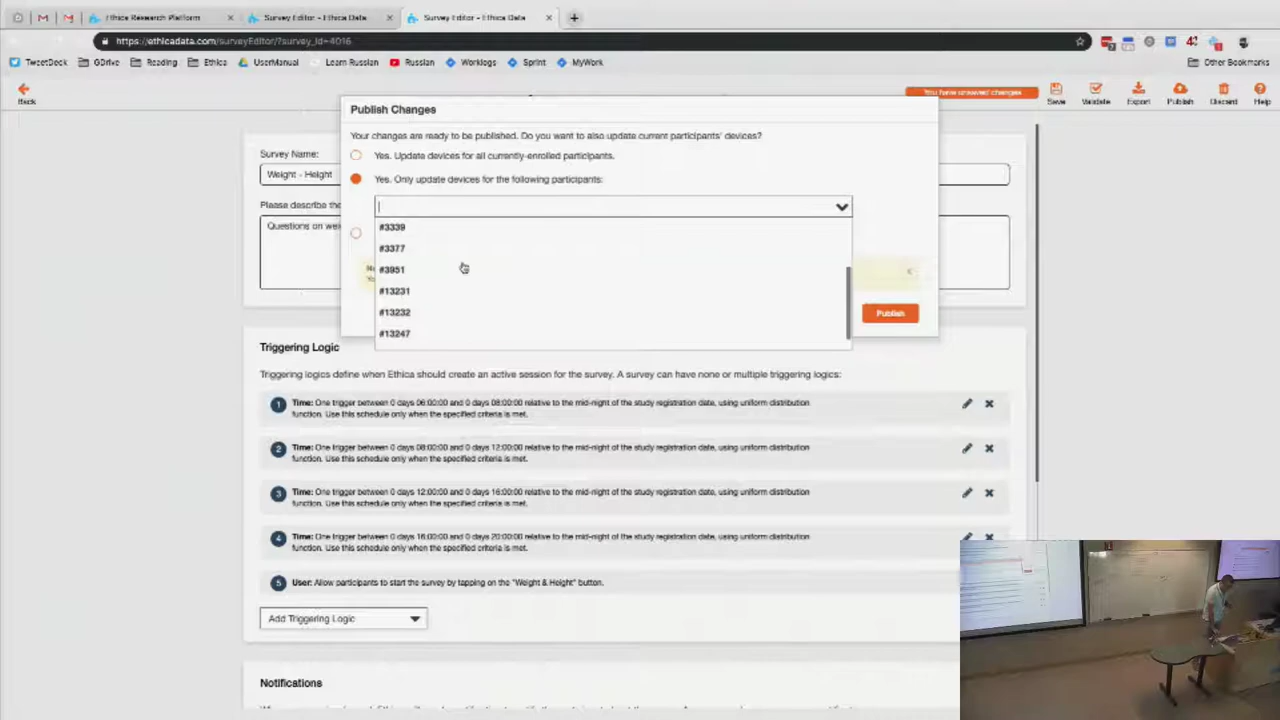 Ethica Research Platform
Survey Editor - Ethica Data
Survey Editor - Ethica Data
https://ethicadata.com/surveyEditor/?survey_id=4016
TweetDeck
GDrive
Reading
Ethica
UserManual
Learn Russian
Russian
Worklogs
Sprint
MyWork
Other Bookmarks
Back
You have unsaved changes
Save
Validate
Export
Publish
Discard
Help
Publish Changes
Your changes are ready to be published. Do you want to also update current participants' devices?
Yes. Update devices for all currently-enrolled participants.
Yes. Only update devices for the following participants:
#3339
#3377
#3951
#13231
#13232
#13247
Publish
Survey Name:
Weight - Height
Please describe the
Questions on wei
Triggering Logic
Triggering logics define when Ethica should create an active session for the survey. A survey can have none or multiple triggering logics:
1 Time: One trigger between 0 days 06:00:00 and 0 days 08:00:00 relative to the mid-night of the study registration date, using uniform distribution
function. Use this schedule only when the specified criteria is met.
2 Time: One trigger between 0 days 08:00:00 and 0 days 12:00:00 relative to the mid-night of the study registration date, using uniform distribution
function. Use this schedule only when the specified criteria is met.
3 Time: One trigger between 0 days 12:00:00 and 0 days 16:00:00 relative to the mid-night of the study registration date, using uniform distribution
function. Use this schedule only when the specified criteria is met.
4 Time: One trigger between 0 days 16:00:00 and 0 days 20:00:00 relative to the mid-night of the study registration date, using uniform distribution
function. Use this schedule only when the specified criteria is met.
5 User: Allow participants to start the survey by tapping on the "Weight & Height" button.
Add Triggering Logic
Notifications